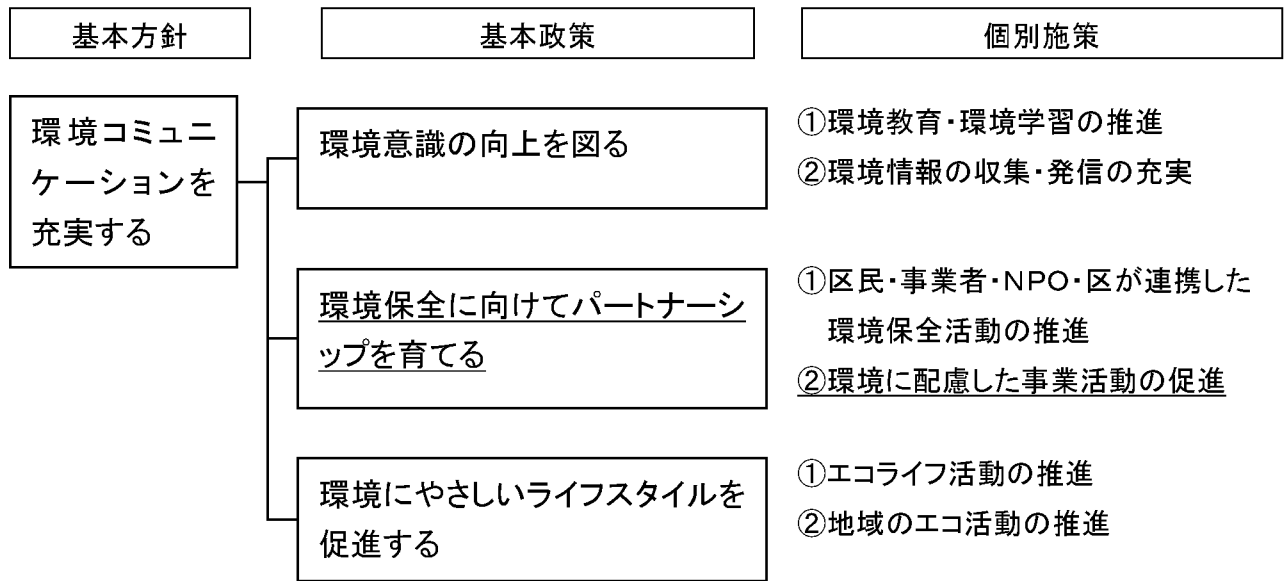 基本方針
基本政策
個別施策
環境コミュニ
ケーションを
充実する
環境意識の向上を図る
①環境教育・環境学習の推進
②環境情報の収集・発信の充実
環境保全に向けてパートナーシ
ップを育てる
①区民・事業者・NPO・区が連携した
環境保全活動の推進
②環境に配慮した事業活動の促進
環境にやさしいライフスタイルを
促進する
①エコライフ活動の推進
②地域のエコ活動の推進